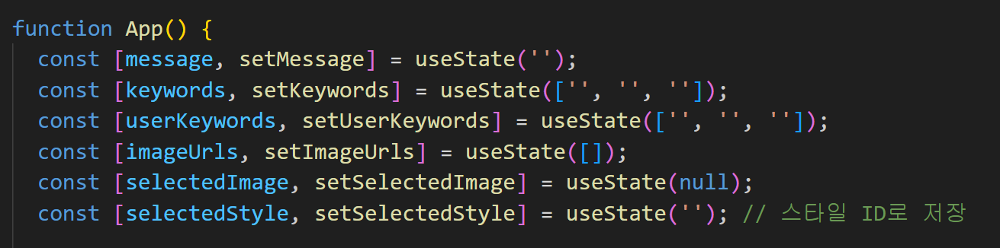 function App() {
  const [message, setMessage] = useState('');
  const [keywords, setKeywords] = useState(['', '', '']);
  const [userKeywords, setUserKeywords] = useState(['', '', '']);
  const [imageUrls, setImageUrls] = useState([]);
  const [selectedImage, setSelectedImage] = useState(null);
  const [selectedStyle, setSelectedStyle] = useState(''); // 스타일 ID로 저장